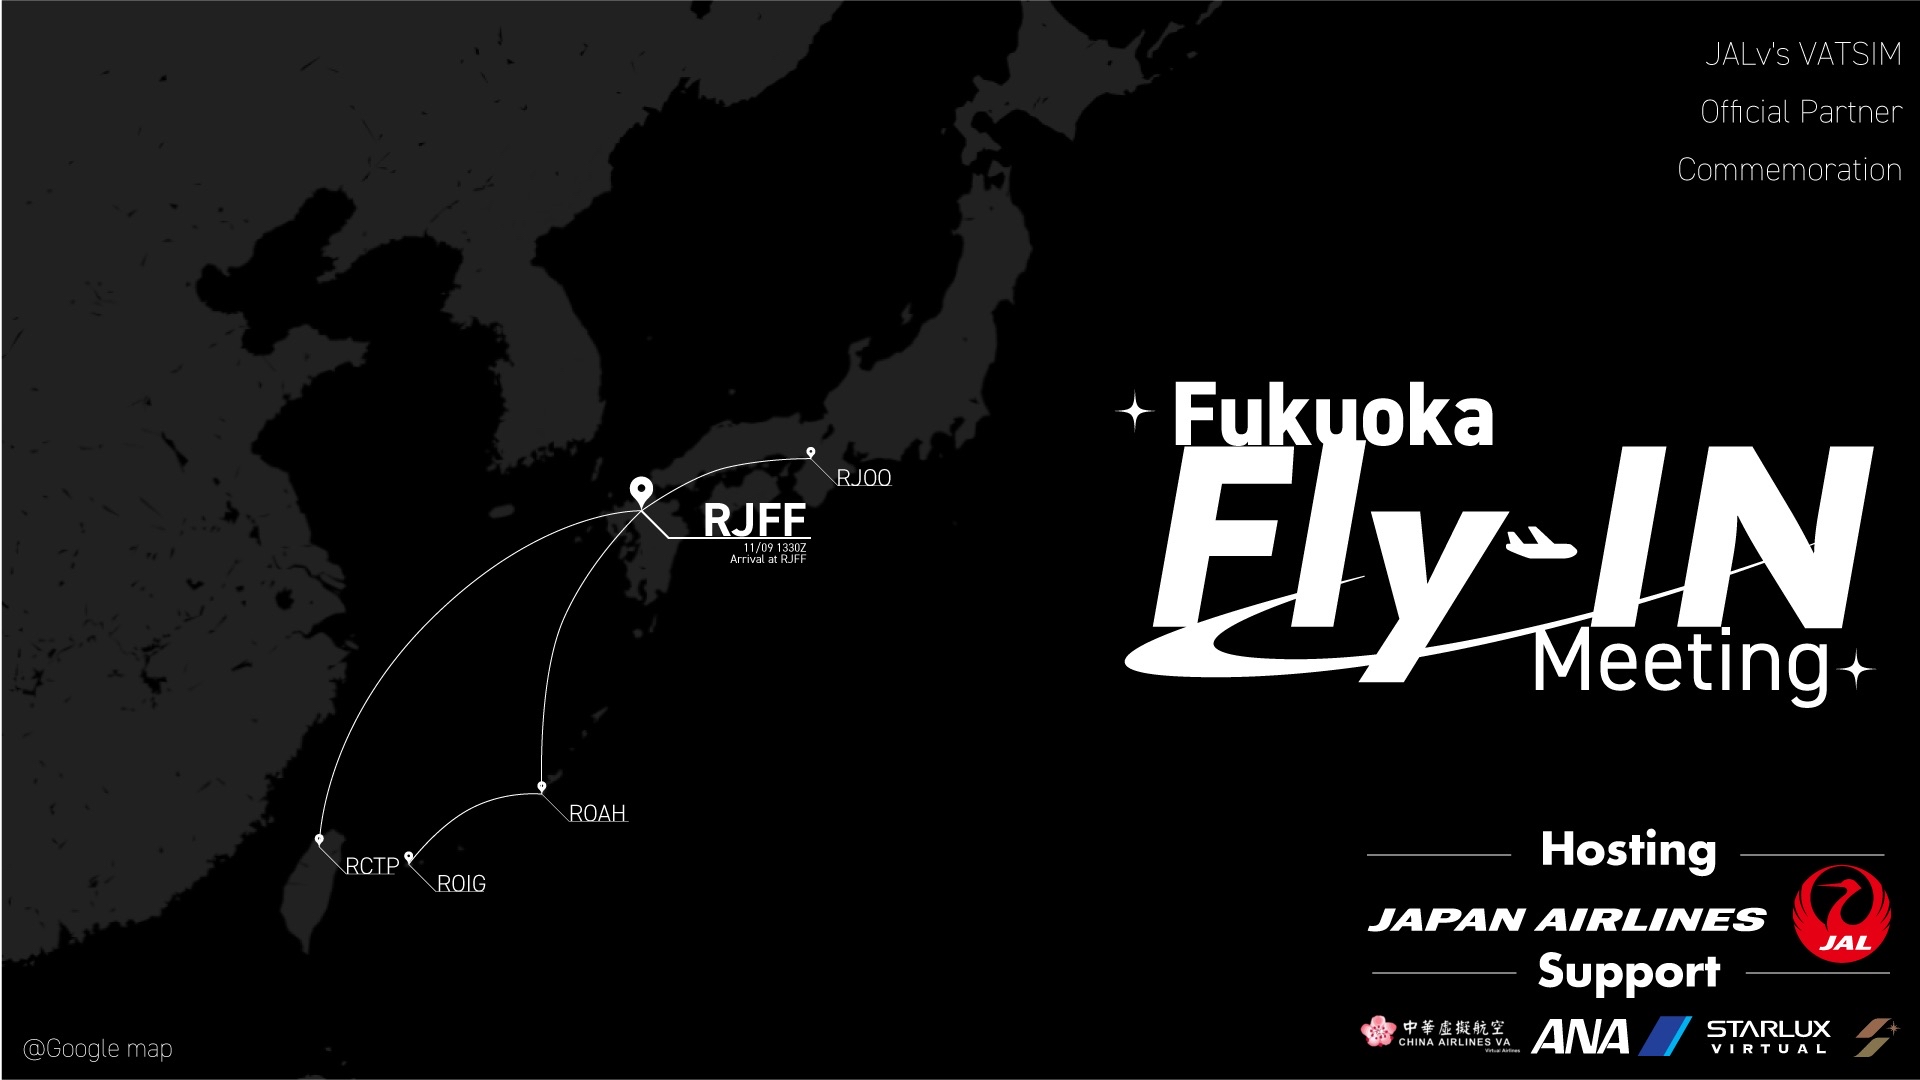 JALv's VATSIM
Official Partner
Commemoration
Fukuoka
Fly-IN
Meeting
RJOO
RJFF
11/09 1330Z
Arrival at RJFF
ROAH
RCTP
ROIG
Hosting
JAPAN AIRLINES
JAL
Support
中華虛擬航空
CHINA AIRLINES VA
Virtual Airlines
ANA
STARLUX
VIRTUAL
@Google map